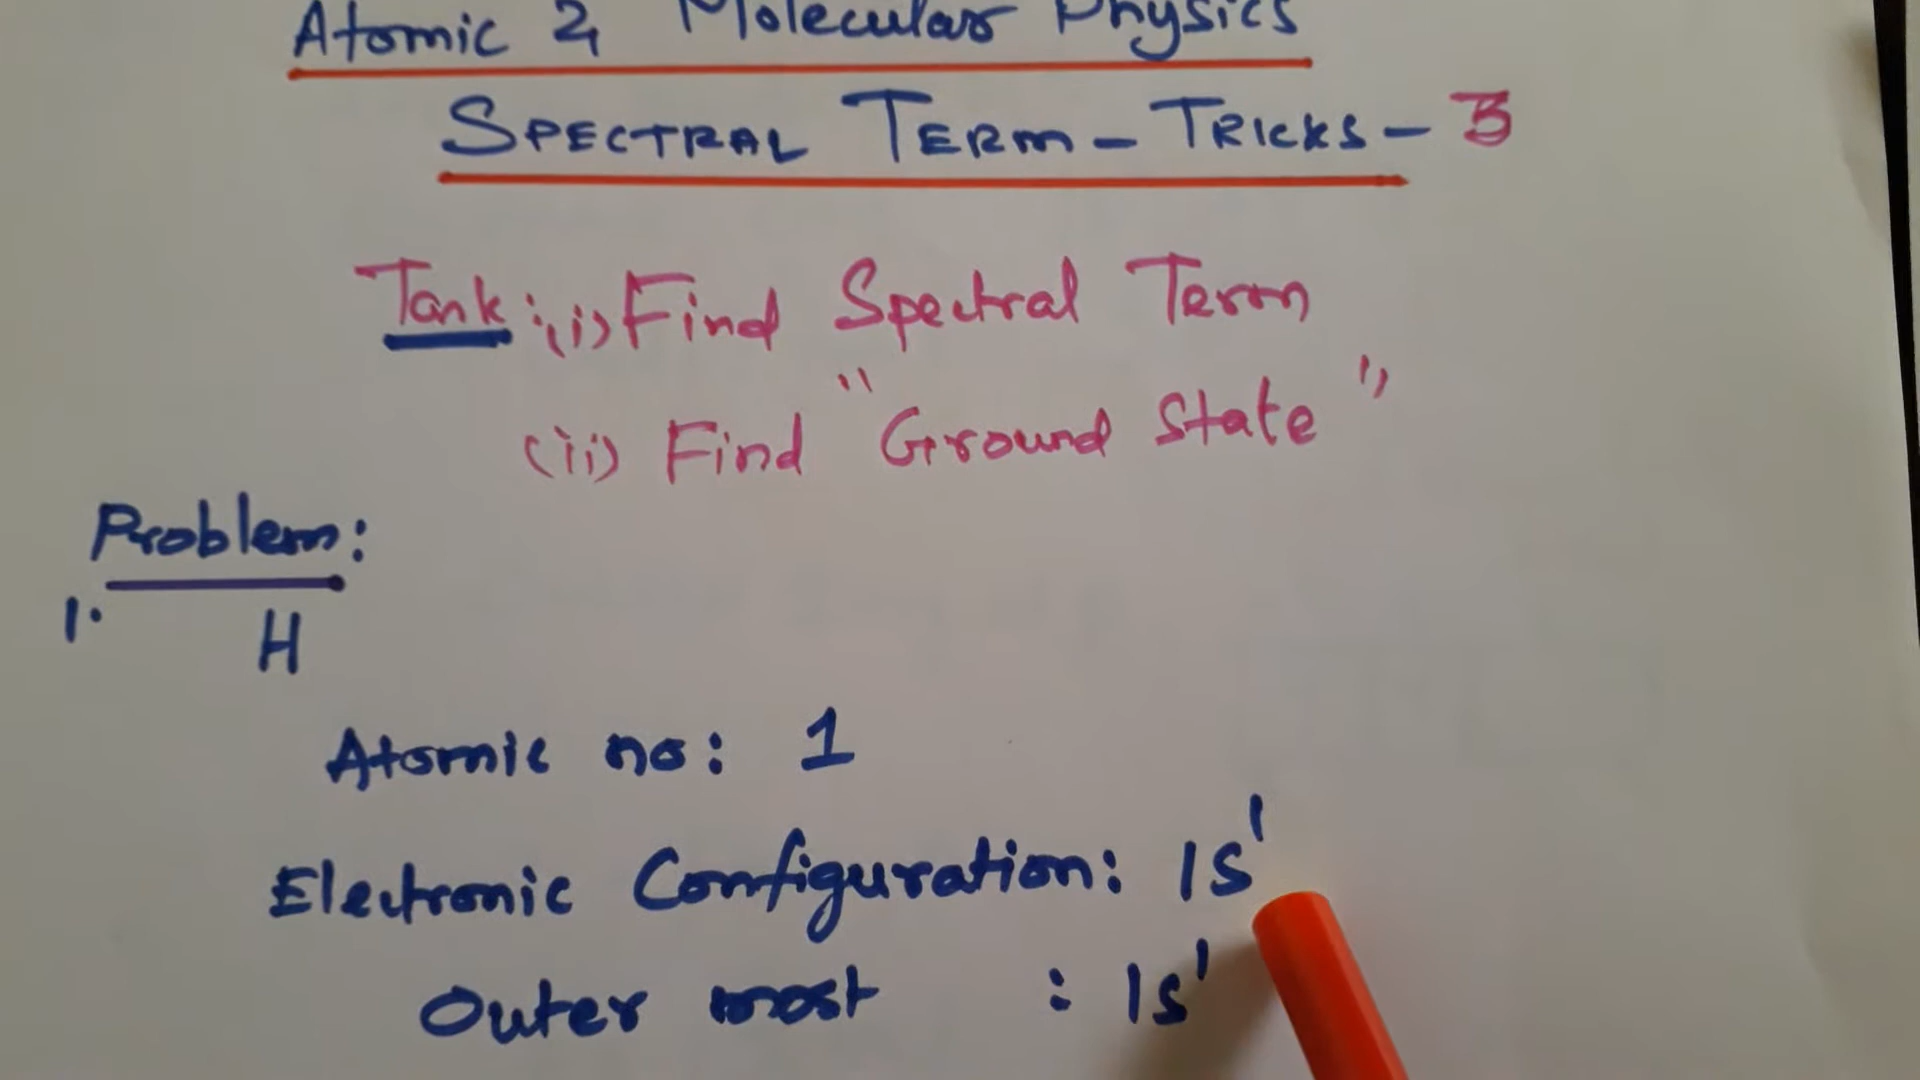 Atomic & Molecular Physics
SPECTRAL TERM - TRICKS - 3
Tank: (i) Find Spectral Term
(ii) Find "Ground State"
Problem:
1. H
Atomic no: 1
Electronic Configuration: 1s¹
Outer most : 1s¹